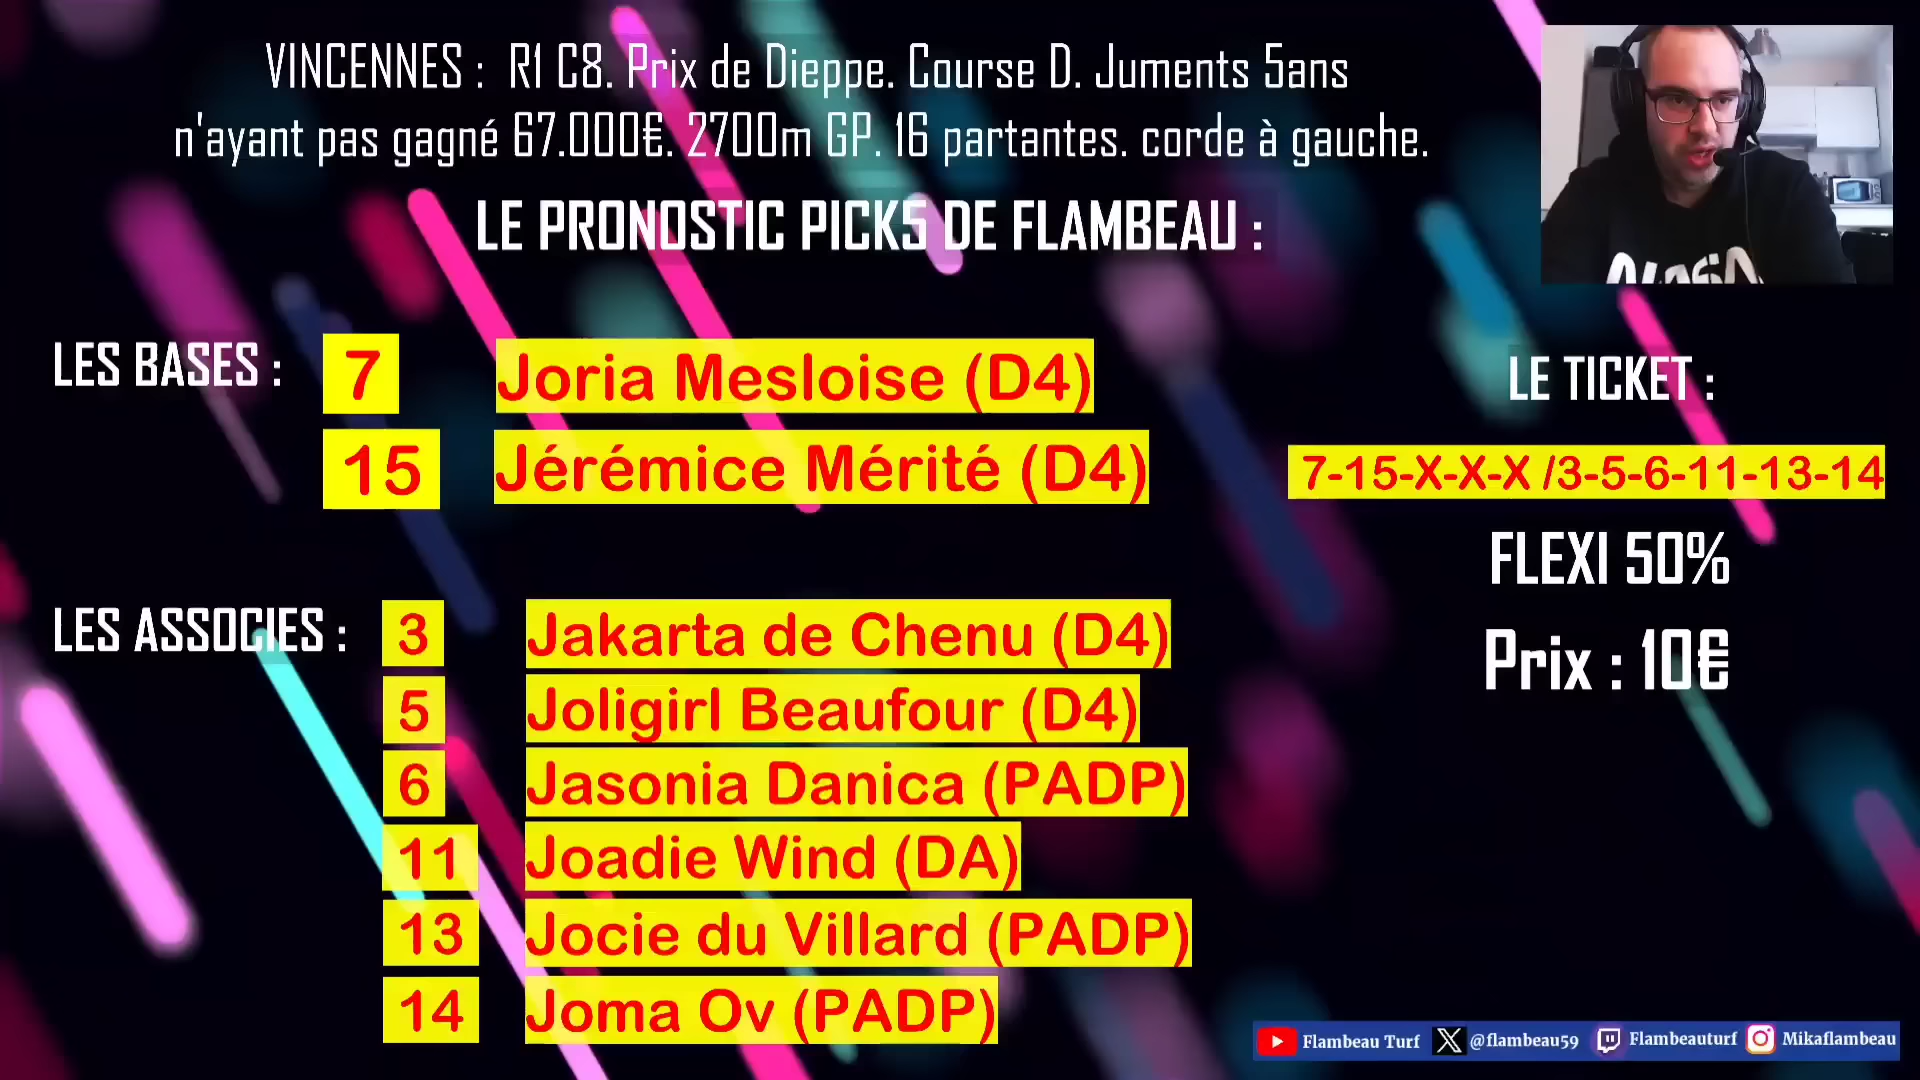 VINCENNES : R1 C8. Prix de Dieppe. Course D. Juments 5ans
n'ayant pas gagné 67.000€. 2700m GP. 16 partantes. corde à gauche.
LE PRONOSTIC PICK5 DE FLAMBEAU :
LES BASES :
7 Joria Mesloise (D4)
15 Jérémice Mérité (D4)
LE TICKET :
7-15-X-X-X /3-5-6-11-13-14
FLEXI 50%
Prix : 10€
LES ASSOCIES :
3 Jakarta de Chenu (D4)
5 Joligirl Beaufour (D4)
6 Jasonia Danica (PADP)
11 Joadie Wind (DA)
13 Jocie du Villard (PADP)
14 Joma Ov (PADP)
Flambeau Turf @flambeau59 Flambeauturf Mikaflambeau